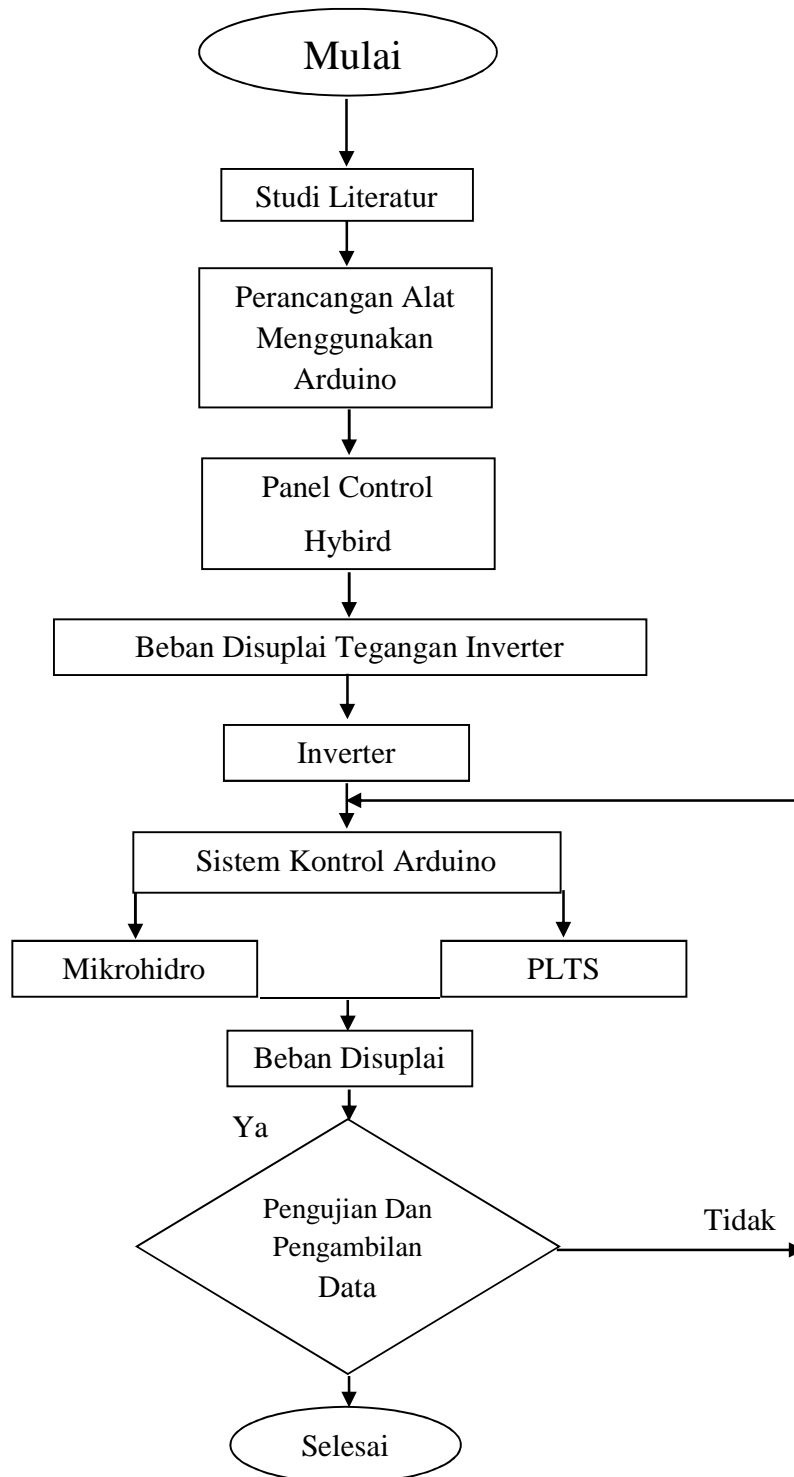 Mulai
Studi Literatur
Perancangan Alat
Menggunakan
Arduino
Panel Control
Hybird
Beban Disuplai Tegangan Inverter
Inverter
Sistem Kontrol Arduino
Mikrohidro
PLTS
Beban Disuplai
Ya
Pengujian Dan
Pengambilan
Data
Tidak
Selesai